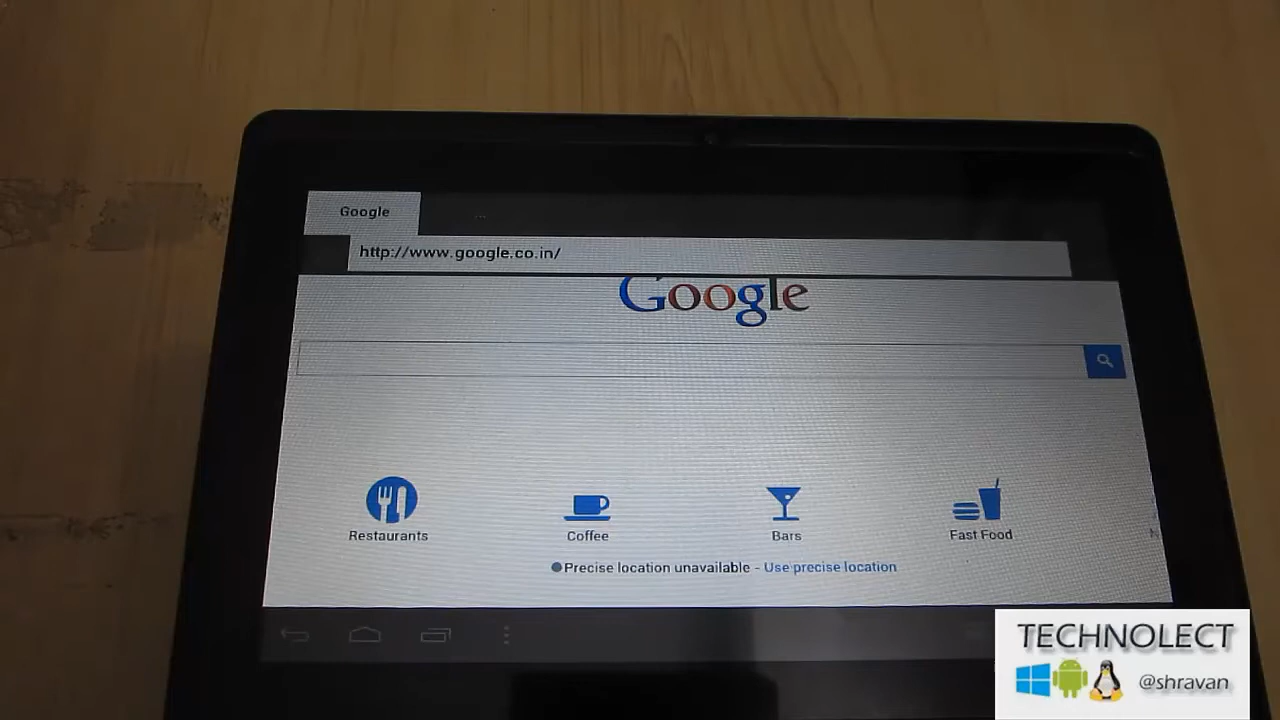 Google
http://www.google.co.in/
Google
Restaurants
Coffee
Bars
Fast Food
Precise location unavailable - Use precise location
TECHNOLECT
@shravan